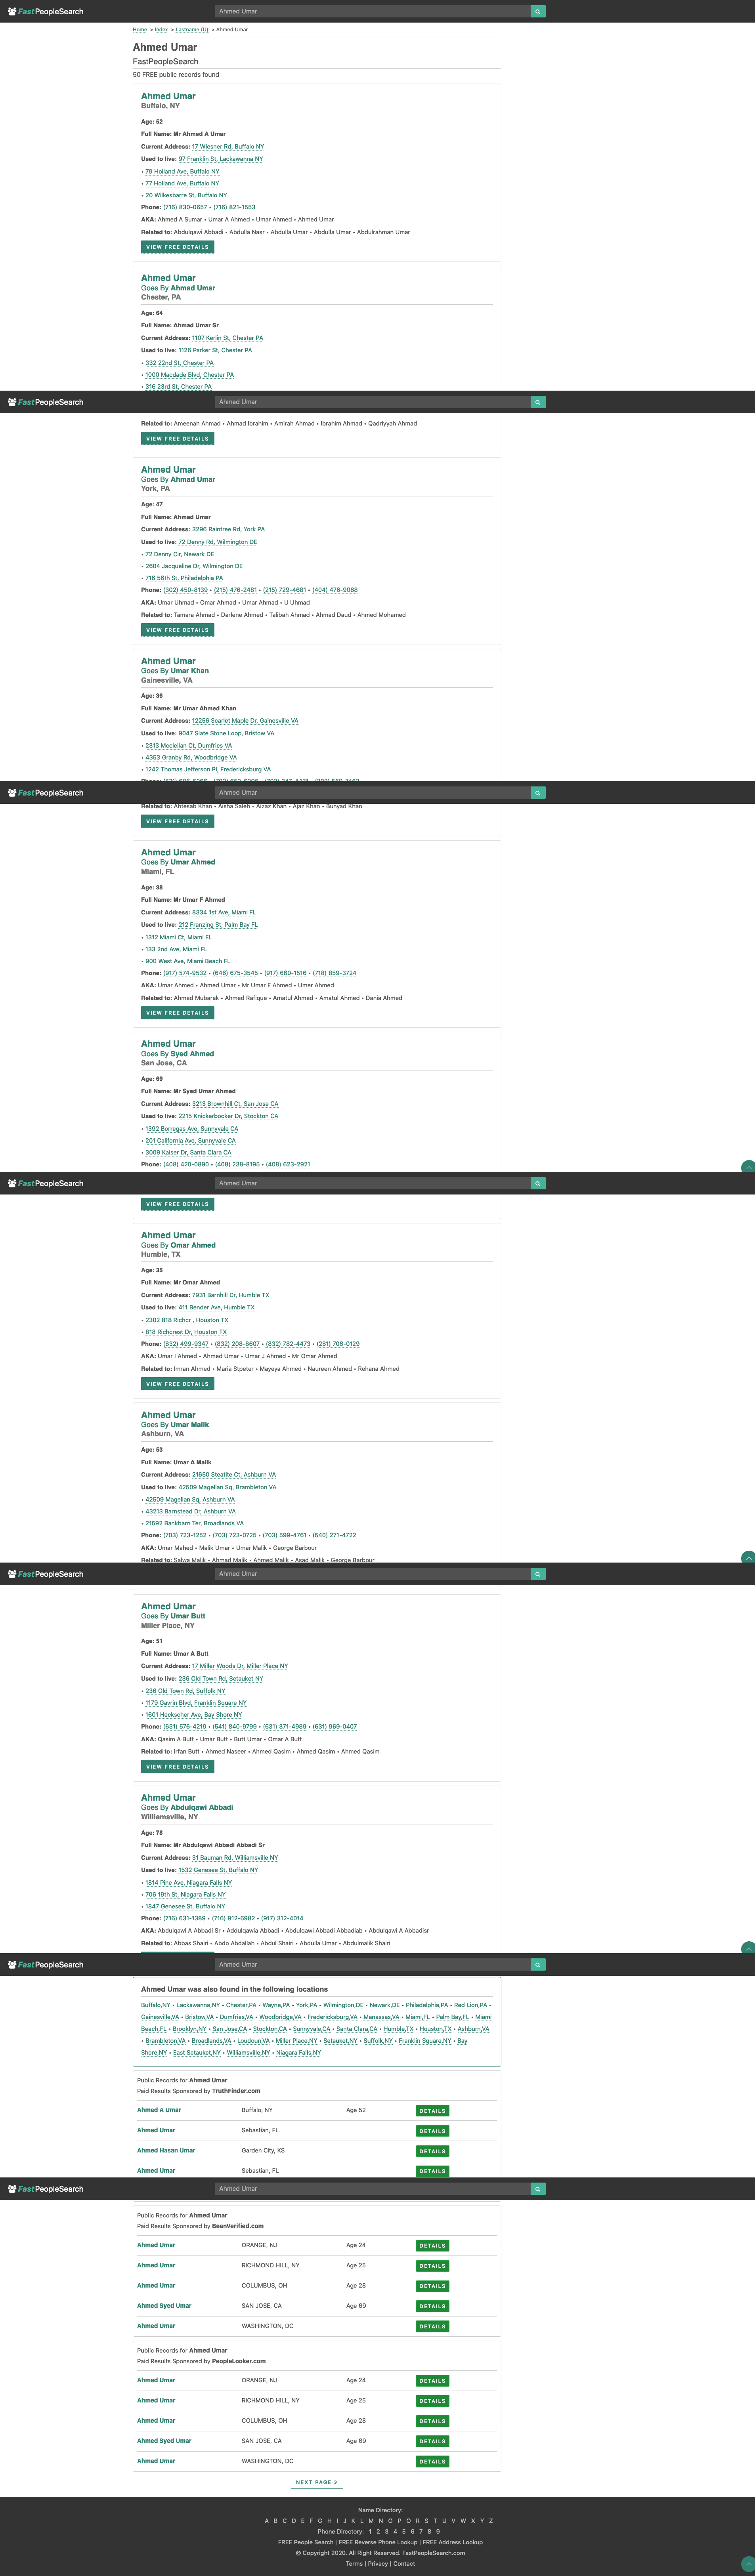 FastPeopleSearch
Ahmed Umar
Home » Index » Lastname (U) » Ahmed Umar
Ahmed Umar
FastPeopleSearch
50 FREE public records found
Ahmed Umar
Buffalo, NY
Age: 52
Full Name: Mr Ahmed A Umar
Current Address: 17 Wiesner Rd, Buffalo NY
Used to live: 97 Franklin St, Lackawanna NY
• 79 Holland Ave, Buffalo NY
• 77 Holland Ave, Buffalo NY
• 20 Wilkesbarre St, Buffalo NY
Phone: (716) 830-0657 • (716) 821-1553
AKA: Ahmed A Sumar • Umar A Ahmed • Umar Ahmed • Ahmed Umar
Related to: Abdulqawi Abbadi • Abdulla Nasr • Abdulla Umar • Abdulla Umar • Abdulrahman Umar
VIEW FREE DETAILS
Ahmed Umar
Goes By Ahmad Umar
Chester, PA
Age: 64
Full Name: Ahmad Umar Sr
Current Address: 1107 Kerlin St, Chester PA
Used to live: 1126 Parker St, Chester PA
• 332 22nd St, Chester PA
• 1000 Macdade Blvd, Chester PA
• 316 23rd St, Chester PA
FastPeopleSearch
Ahmed Umar
Related to: Ameenah Ahmad • Ahmad Ibrahim • Amirah Ahmad • Ibrahim Ahmad • Qadriyyah Ahmad
VIEW FREE DETAILS
Ahmed Umar
Goes By Ahmad Umar
York, PA
Age: 47
Full Name: Ahmad Umar
Current Address: 3296 Raintree Rd, York PA
Used to live: 72 Denny Rd, Wilmington DE
• 72 Denny Cir, Newark DE
• 2604 Jacqueline Dr, Wilmington DE
• 716 56th St, Philadelphia PA
Phone: (302) 450-8139 • (215) 476-2481 • (215) 729-4681 • (404) 476-9068
AKA: Umar Uhmad • Omar Ahmad • Umar Ahmad • U Uhmad
Related to: Tamara Ahmad • Darlene Ahmed • Talibah Ahmad • Ahmad Daud • Ahmed Mohamed
VIEW FREE DETAILS
Ahmed Umar
Goes By Umar Khan
Gainesville, VA
Age: 36
Full Name: Mr Umar Ahmed Khan
Current Address: 12256 Scarlet Maple Dr, Gainesville VA
Used to live: 9047 Slate Stone Loop, Bristow VA
• 2313 Mcclellan Ct, Dumfries VA
• 4353 Granby Rd, Woodbridge VA
• 1242 Thomas Jefferson Pl, Fredericksburg VA
FastPeopleSearch
Ahmed Umar
Related to: Ahtesab Khan • Aisha Saleh • Aizaz Khan • Ajaz Khan • Bunyad Khan
VIEW FREE DETAILS
Ahmed Umar
Goes By Umar Ahmed
Miami, FL
Age: 38
Full Name: Mr Umar F Ahmed
Current Address: 8334 1st Ave, Miami FL
Used to live: 212 Franzing St, Palm Bay FL
• 1312 Miami Ct, Miami FL
• 133 2nd Ave, Miami FL
• 900 West Ave, Miami Beach FL
Phone: (917) 574-9532 • (646) 675-3545 • (917) 660-1516 • (718) 859-3724
AKA: Umar Ahmed • Ahmed Umar • Mr Umar F Ahmed • Umer Ahmed
Related to: Ahmed Mubarak • Ahmed Rafique • Amatul Ahmed • Amatul Ahmed • Dania Ahmed
VIEW FREE DETAILS
Ahmed Umar
Goes By Syed Ahmed
San Jose, CA
Age: 69
Full Name: Mr Syed Umar Ahmed
Current Address: 3213 Brownhill Ct, San Jose CA
Used to live: 2215 Knickerbocker Dr, Stockton CA
• 1392 Borregas Ave, Sunnyvale CA
• 201 California Ave, Sunnyvale CA
• 3009 Kaiser Dr, Santa Clara CA
Phone: (408) 420-0890 • (408) 238-8195 • (408) 623-2921
FastPeopleSearch
Ahmed Umar
VIEW FREE DETAILS
Ahmed Umar
Goes By Omar Ahmed
Humble, TX
Age: 35
Full Name: Mr Omar Ahmed
Current Address: 7931 Barnhill Dr, Humble TX
Used to live: 411 Bender Ave, Humble TX
• 2302 818 Richcr , Houston TX
• 818 Richcrest Dr, Houston TX
Phone: (832) 499-9347 • (832) 208-8607 • (832) 782-4473 • (281) 706-0129
AKA: Umar I Ahmed • Ahmed Umar • Umar J Ahmed • Mr Omar Ahmed
Related to: Imran Ahmed • Maria Stpeter • Mayeya Ahmed • Naureen Ahmed • Rehana Ahmed
VIEW FREE DETAILS
Ahmed Umar
Goes By Umar Malik
Ashburn, VA
Age: 53
Full Name: Umar A Malik
Current Address: 21650 Steatite Ct, Ashburn VA
Used to live: 42509 Magellan Sq, Brambleton VA
• 42509 Magellan Sq, Ashburn VA
• 43213 Barnstead Dr, Ashburn VA
• 21592 Bankbarn Ter, Broadlands VA
Phone: (703) 723-1252 • (703) 723-0725 • (703) 599-4761 • (540) 271-4722
AKA: Umar Mahed • Malik Umar • Umar Malik • George Barbour
Related to: Salwa Malik • Ahmad Malik • Ahmed Malik • Asad Malik • George Barbour
FastPeopleSearch
Ahmed Umar
Ahmed Umar
Goes By Umar Butt
Miller Place, NY
Age: 51
Full Name: Umar A Butt
Current Address: 17 Miller Woods Dr, Miller Place NY
Used to live: 236 Old Town Rd, Setauket NY
• 236 Old Town Rd, Suffolk NY
• 1179 Gavrin Blvd, Franklin Square NY
• 1601 Heckscher Ave, Bay Shore NY
Phone: (631) 576-4219 • (541) 840-9799 • (631) 371-4989 • (631) 969-0407
AKA: Qasim A Butt • Umar Butt • Butt Umar • Omar A Butt
Related to: Irfan Butt • Ahmed Naseer • Ahmed Qasim • Ahmed Qasim • Ahmed Qasim
VIEW FREE DETAILS
Ahmed Umar
Goes By Abdulqawi Abbadi
Williamsville, NY
Age: 78
Full Name: Mr Abdulqawi Abbadi Abbadi Sr
Current Address: 31 Bauman Rd, Williamsville NY
Used to live: 1532 Genesee St, Buffalo NY
• 1814 Pine Ave, Niagara Falls NY
• 706 19th St, Niagara Falls NY
• 1847 Genesee St, Buffalo NY
Phone: (716) 631-1389 • (716) 912-6982 • (917) 312-4014
AKA: Abdulqawi A Abbadi Sr • Addulqawia Abbadi • Abdulqawi Abbadi Abbadiab • Abdulqawi A Abbadisr
Related to: Abbas Shairi • Abdo Abdallah • Abdul Shairi • Abdulla Umar • Abdulmalik Shairi
FastPeopleSearch
Ahmed Umar
Ahmed Umar was also found in the following locations
Buffalo,NY • Lackawanna,NY • Chester,PA • Wayne,PA • York,PA • Wilmington,DE • Newark,DE • Philadelphia,PA • Red Lion,PA •
Gainesville,VA • Bristow,VA • Dumfries,VA • Woodbridge,VA • Fredericksburg,VA • Manassas,VA • Miami,FL • Palm Bay,FL • Miami
Beach,FL • Brooklyn,NY • San Jose,CA • Stockton,CA • Sunnyvale,CA • Santa Clara,CA • Humble,TX • Houston,TX • Ashburn,VA
• Brambleton,VA • Broadlands,VA • Loudoun,VA • Miller Place,NY • Setauket,NY • Suffolk,NY • Franklin Square,NY • Bay
Shore,NY • East Setauket,NY • Williamsville,NY • Niagara Falls,NY
Public Records for Ahmed Umar
Paid Results Sponsored by TruthFinder.com
Ahmed A Umar Buffalo, NY Age 52 DETAILS
Ahmed Umar Sebastian, FL DETAILS
Ahmed Hasan Umar Garden City, KS DETAILS
Ahmed Umar Sebastian, FL DETAILS
FastPeopleSearch
Ahmed Umar
Public Records for Ahmed Umar
Paid Results Sponsored by BeenVerified.com
Ahmed Umar ORANGE, NJ Age 24 DETAILS
Ahmed Umar RICHMOND HILL, NY Age 25 DETAILS
Ahmed Umar COLUMBUS, OH Age 28 DETAILS
Ahmed Syed Umar SAN JOSE, CA Age 69 DETAILS
Ahmed Umar WASHINGTON, DC DETAILS
Public Records for Ahmed Umar
Paid Results Sponsored by PeopleLooker.com
Ahmed Umar ORANGE, NJ Age 24 DETAILS
Ahmed Umar RICHMOND HILL, NY Age 25 DETAILS
Ahmed Umar COLUMBUS, OH Age 28 DETAILS
Ahmed Syed Umar SAN JOSE, CA Age 69 DETAILS
Ahmed Umar WASHINGTON, DC DETAILS
NEXT PAGE »
Name Directory:
A B C D E F G H I J K L M N O P Q R S T U V W X Y Z
Phone Directory: 1 2 3 4 5 6 7 8 9
FREE People Search | FREE Reverse Phone Lookup | FREE Address Lookup
© Copyright 2020. All Right Reserved. FastPeopleSearch.com
Terms | Privacy | Contact